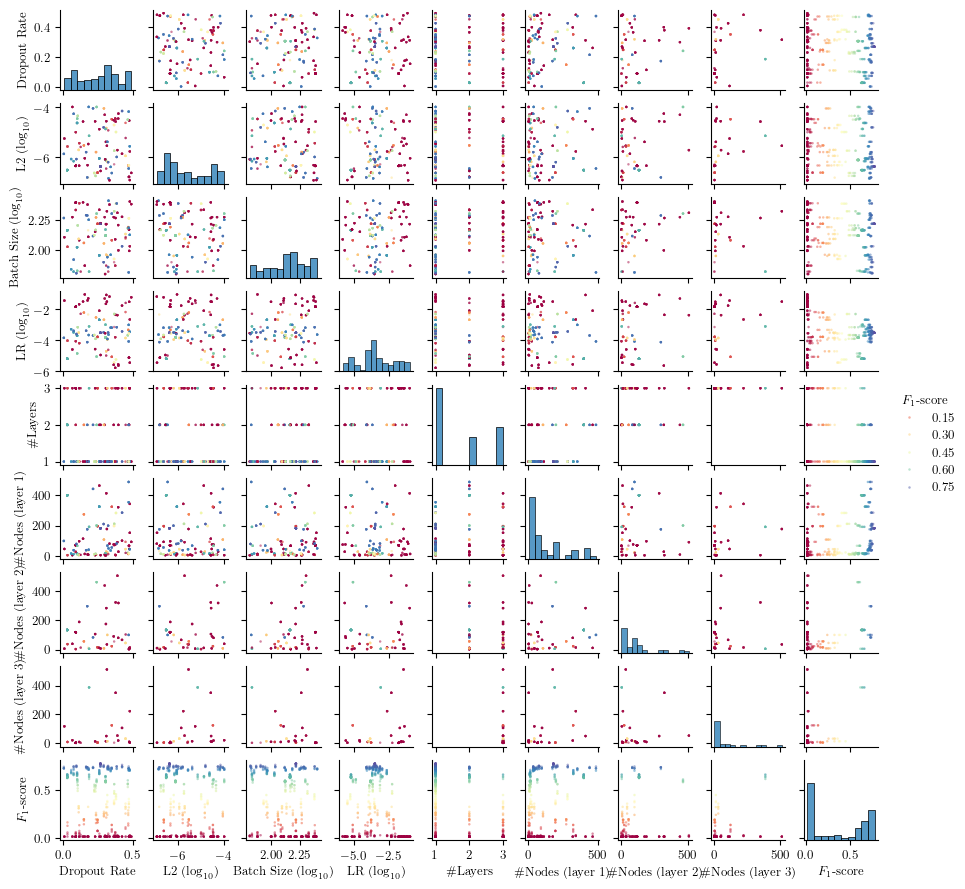 Dropout Rate
0.4
0.2
0.0
L2 (log10)
−4
−6
Batch Size (log10)
2.25
2.00
LR (log10)
−2
−4
−6
#Layers
3
2
1
#Nodes (layer 1)
400
200
0
#Nodes (layer 2)
400
200
0
#Nodes (layer 3)
400
200
0
F1-score
0.5
0.0
F1-score
0.15
0.30
0.45
0.60
0.75
0.0 0.5 −6 −4 2.00 2.25 −5.0 −2.5 1 2 3 0 500 0 500 0 500 0.0 0.5
Dropout Rate L2 (log10) Batch Size (log10) LR (log10) #Layers #Nodes (layer 1) #Nodes (layer 2) #Nodes (layer 3) F1-score